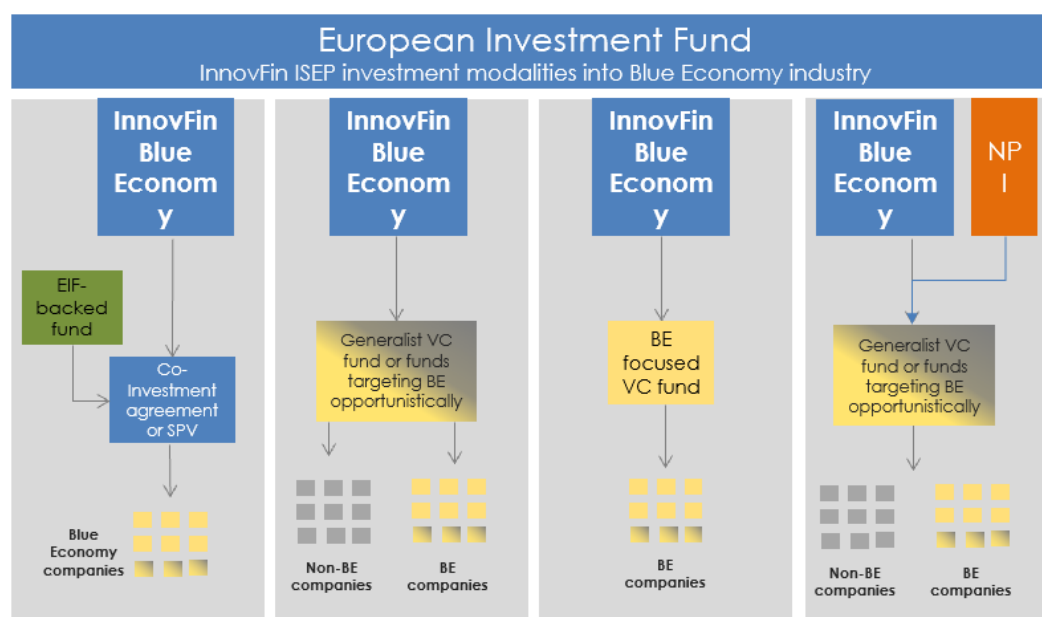 European Investment Fund
InnovFin ISEP investment modalities into Blue Economy industry
InnovFin
Blue
Econom
y
EIF-
backed
fund
Co-
Investment
agreement
or SPV
Blue
Economy
companies
InnovFin
Blue
Econom
y
Generalist VC
fund or funds
targeting BE
opportunistically
Non-BE
companies
BE
companies
InnovFin
Blue
Econom
y
BE
focused
VC fund
BE
companies
InnovFin
Blue
Econom
y
NP
I
Generalist VC
fund or funds
targeting BE
opportunistically
Non-BE
companies
BE
companies